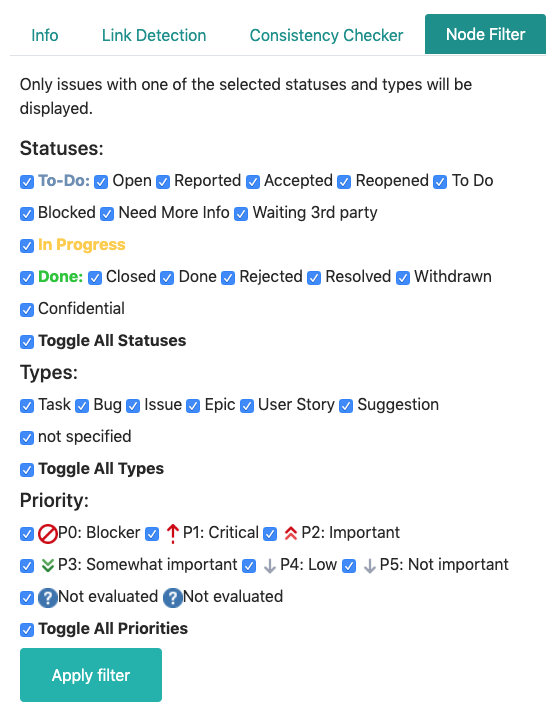 Info Link Detection Consistency Checker Node Filter
Only issues with one of the selected statuses and types will be
displayed.
Statuses:
To-Do: Open Reported Accepted Reopened To Do
Blocked Need More Info Waiting 3rd party
In Progress
Done: Closed Done Rejected Resolved Withdrawn
Confidential
Toggle All Statuses
Types:
Task Bug Issue Epic User Story Suggestion
not specified
Toggle All Types
Priority:
P0: Blocker P1: Critical P2: Important
P3: Somewhat important P4: Low P5: Not important
?Not evaluated ?Not evaluated
Toggle All Priorities
Apply filter